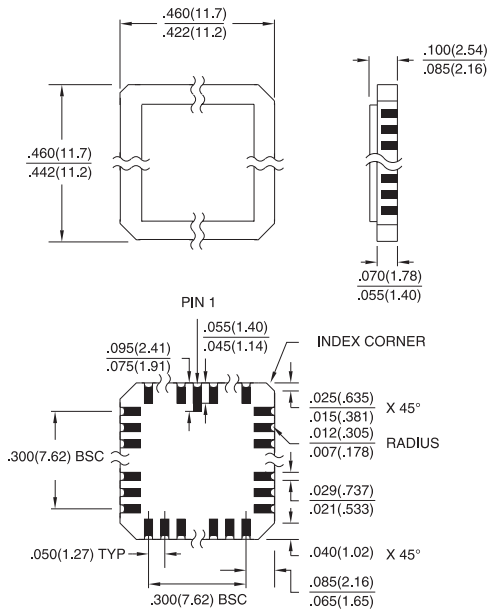 .460(11.7)
.422(11.2)
.100(2.54)
.085(2.16)
.460(11.7)
.442(11.2)
.070(1.78)
.055(1.40)
PIN 1
.055(1.40)
.045(1.14)
.095(2.41)
.075(1.91)
INDEX CORNER
.025(.635)
.015(.381)
X 45°
.012(.305)
.007(.178)
RADIUS
.300(7.62) BSC
.029(.737)
.021(.533)
.050(1.27) TYP
.040(1.02) X 45°
.085(2.16)
.065(1.65)
.300(7.62) BSC